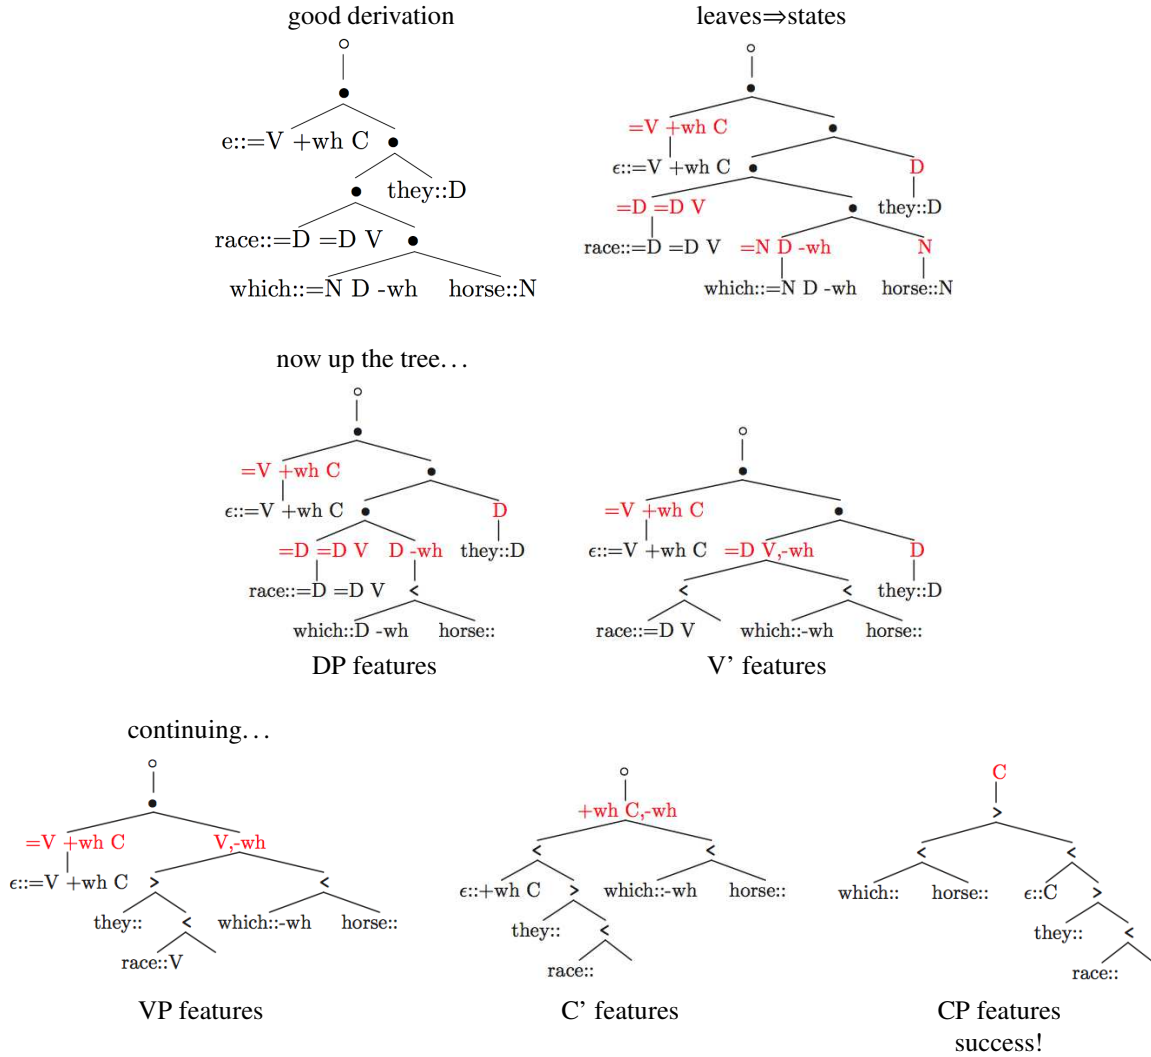 good derivation
leaves⇒states
e::=V +wh C
they::D
race::=D =D V
which::=N D -wh horse::N
=V +wh C
ϵ::=V +wh C
D
they::D
=D =D V
race::=D =D V
=N D -wh N
which::=N D -wh horse::N
now up the tree…
=V +wh C
ϵ::=V +wh C
D
=D =D V D -wh they::D
race::=D =D V <
which::D -wh horse::
DP features
=V +wh C
ϵ::=V +wh C =D V,-wh D
< < they::D
race::=D V which::-wh horse::
V’ features
continuing…
=V +wh C V,-wh
ϵ::=V +wh C > <
they:: < which::-wh horse::
race::V
VP features
+wh C,-wh
< <
ϵ::+wh C > which::-wh horse::
they:: <
race::
C’ features
C
>
< <
which:: horse:: ϵ::C >
they:: <
race::
CP features
success!